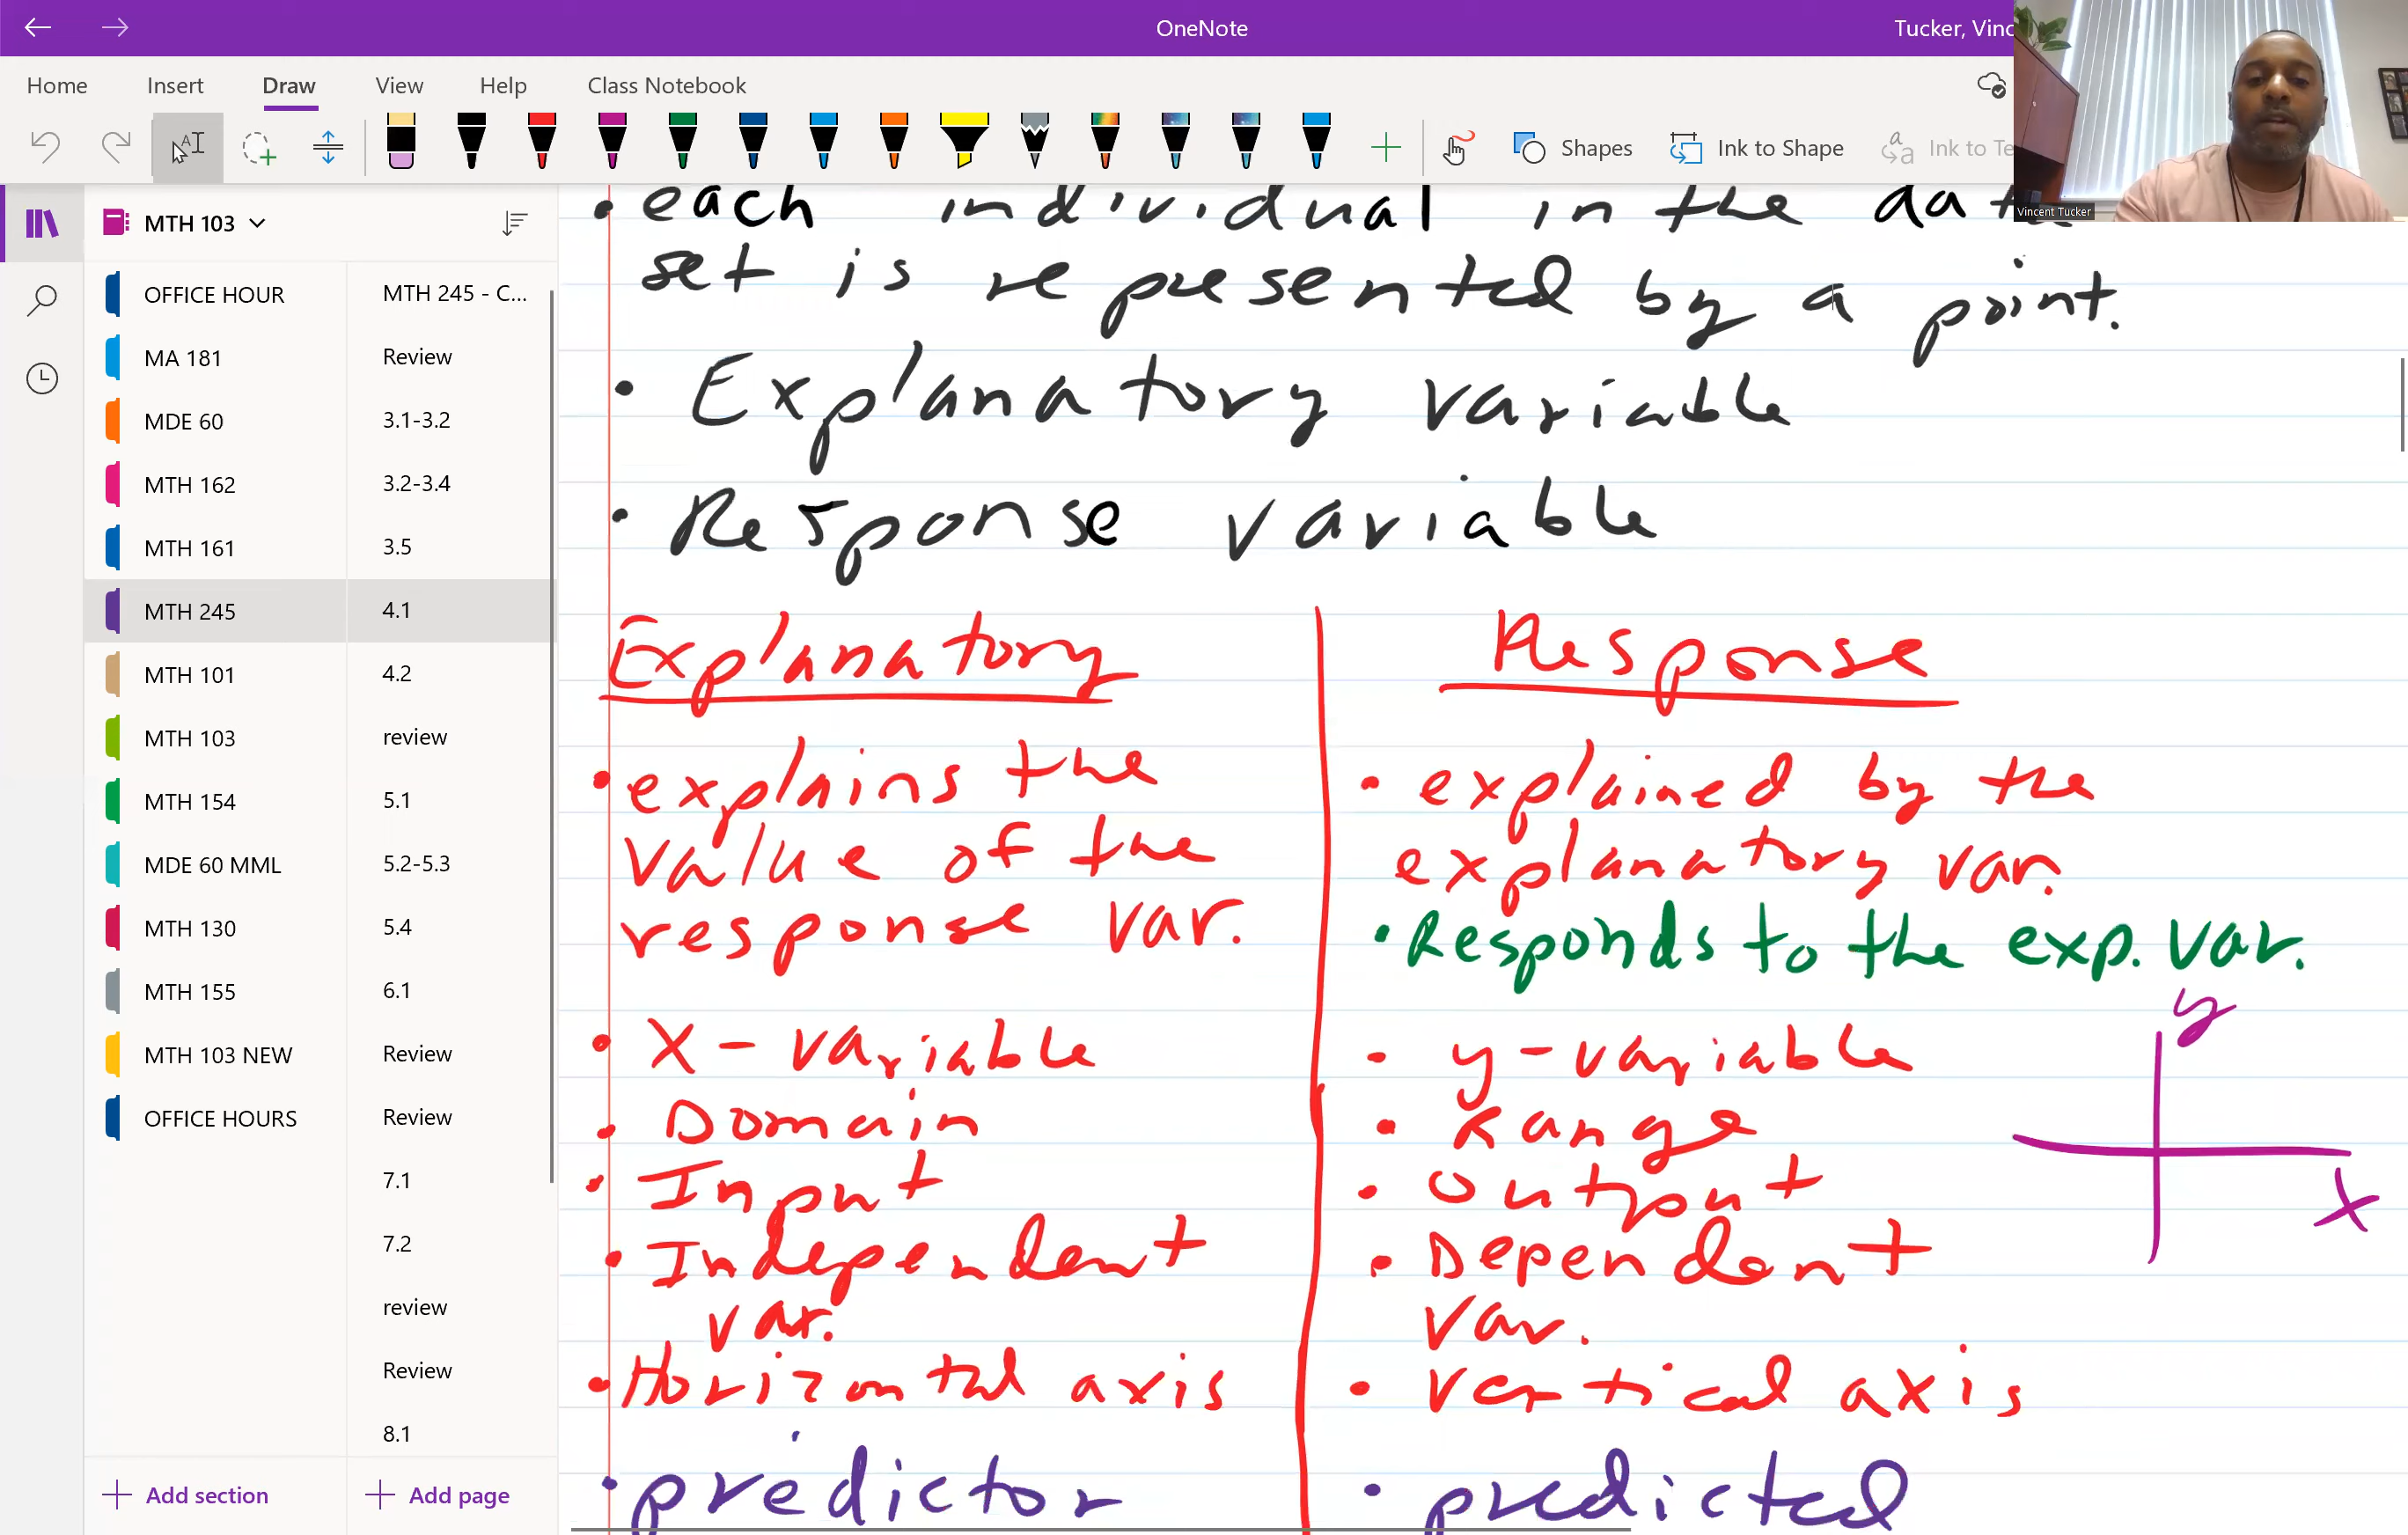 OneNote
Tucker, Vinc
Home Insert Draw View Help Class Notebook
Shapes Ink to Shape Ink to Te
Vincent Tucker
MTH 103
OFFICE HOUR
MA 181
MDE 60
MTH 162
MTH 161
MTH 245
MTH 101
MTH 103
MTH 154
MDE 60 MML
MTH 130
MTH 155
MTH 103 NEW
OFFICE HOURS
Add section
MTH 245 - C...
Review
3.1-3.2
3.2-3.4
3.5
4.1
4.2
review
5.1
5.2-5.3
5.4
6.1
Review
Review
7.1
7.2
review
Review
8.1
Add page
• each individual in the
set is represented by a point.
• Explanatory variable
• Response variable
Explanatory
• explains the
value of the
response var.
• x-variable
• Domain
• Input
• Independent
var.
• Horizontal axis
• predictor
Response
• explained by the
explanatory var.
• Responds to the exp. var.
• y-variable
• Range
• Output
• Dependent
var.
• vertical axis
• predicted
y
x